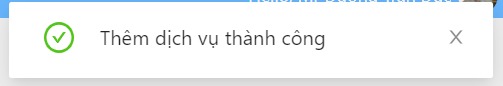 Thêm dịch vụ thành công